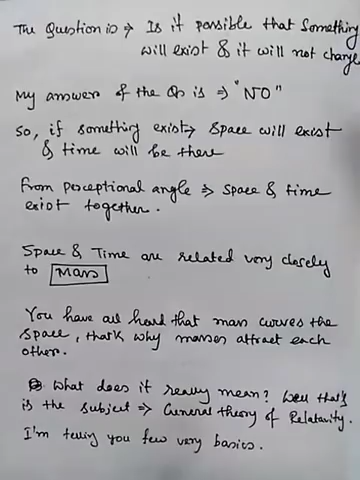 The Question is → Is it possible that Something
will exist & it will not change
My answer of the Qs is ⇒ "NO"
So, if something exist → Space will exist
& time will be there
From perceptional angle ⇒ space & time
exist together.
Space & Time are related very closely
to Mass
You have all heard that mass curves the
space, that's why masses attract each
other.
What does it really mean? Well that's
is the subject ⇒ General theory of Relatavity.
I'm telling you few very basics.